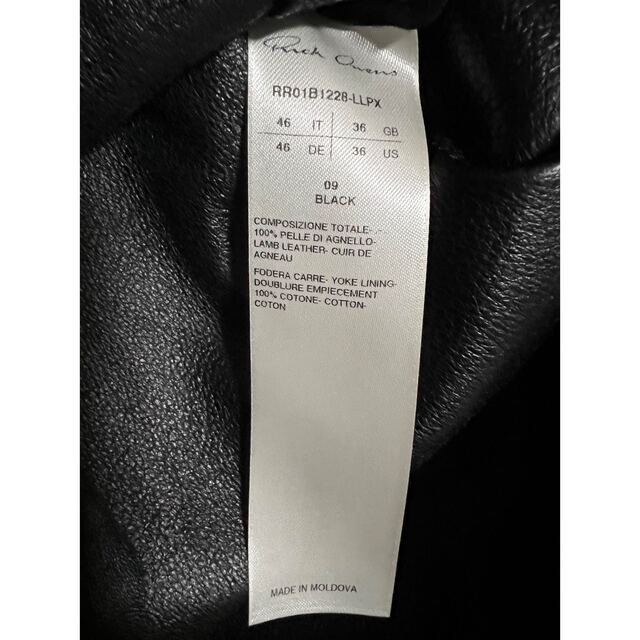 Rick Owens
RR01B1228-LLPX
46 IT 36 GB
46 DE 36 US
09
BLACK
COMPOSIZIONE TOTALE- .-
100% PELLE DI AGNELLO-
LAMB LEATHER- CUIR DE
AGNEAU
FODERA CARRE- YOKE LINING-
DOUBLURE EMPIECEMENT
100% COTONE- COTTON-
COTON
MADE IN MOLDOVA